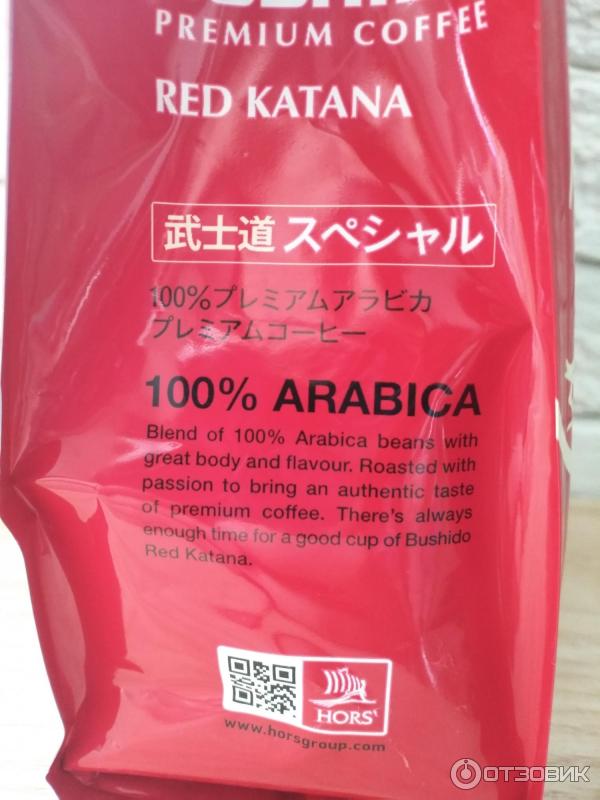 PREMIUM COFFEE
RED KATANA
武士道 スペシャル
100%プレミアムアラビカ
プレミアムコーヒー
100% ARABICA
Blend of 100% Arabica beans with
great body and flavour. Roasted with
passion to bring an authentic taste
of premium coffee. There's always
enough time for a good cup of Bushido
Red Katana.
HORS
www.horsgroup.com
ОТЗОВИК